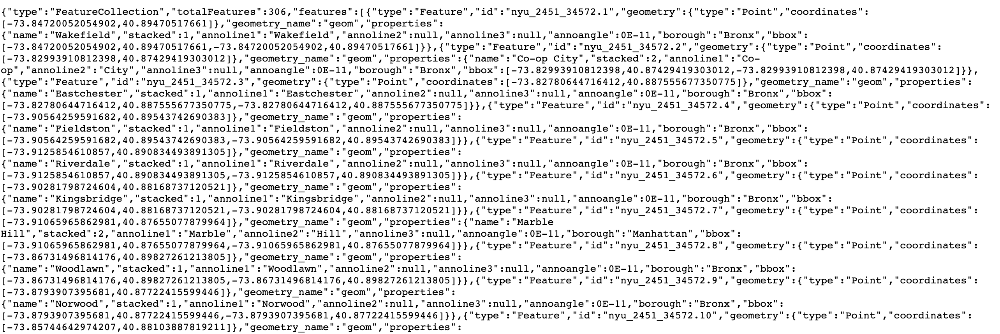 {"type":"FeatureCollection","totalFeatures":306,"features":[{"type":"Feature","id":"nyu_2451_34572.1","geometry":{"type":"Point","coordinates":
[-73.84720052054902,40.89470517661]},"geometry_name":"geom","properties":
{"name":"Wakefield","stacked":1,"annoline1":"Wakefield","annoline2":null,"annoline3":null,"annoangle":0E-11,"borough":"Bronx","bbox":
[-73.84720052054902,40.89470517661,-73.84720052054902,40.89470517661]}},{"type":"Feature","id":"nyu_2451_34572.2","geometry":{"type":"Point","coordinates":
[-73.82993910812398,40.87429419303012]},"geometry_name":"geom","properties":{"name":"Co-op City","stacked":2,"annoline1":"Co-
op","annoline2":"City","annoline3":null,"annoangle":0E-11,"borough":"Bronx","bbox":[-73.82993910812398,40.87429419303012,-73.82993910812398,40.87429419303012]}},
{"type":"Feature","id":"nyu_2451_34572.3","geometry":{"type":"Point","coordinates":[-73.82780644716412,40.887555677350775]},"geometry_name":"geom","properties":
{"name":"Eastchester","stacked":1,"annoline1":"Eastchester","annoline2":null,"annoline3":null,"annoangle":0E-11,"borough":"Bronx","bbox":
[-73.82780644716412,40.887555677350775,-73.82780644716412,40.887555677350775]}},{"type":"Feature","id":"nyu_2451_34572.4","geometry":{"type":"Point","coordinates":
[-73.90564259591682,40.89543742690383]},"geometry_name":"geom","properties":
{"name":"Fieldston","stacked":1,"annoline1":"Fieldston","annoline2":null,"annoline3":null,"annoangle":0E-11,"borough":"Bronx","bbox":
[-73.90564259591682,40.89543742690383,-73.90564259591682,40.89543742690383]}},{"type":"Feature","id":"nyu_2451_34572.5","geometry":{"type":"Point","coordinates":
[-73.9125854610857,40.890834493891305]},"geometry_name":"geom","properties":
{"name":"Riverdale","stacked":1,"annoline1":"Riverdale","annoline2":null,"annoline3":null,"annoangle":0E-11,"borough":"Bronx","bbox":
[-73.9125854610857,40.890834493891305,-73.9125854610857,40.890834493891305]}},{"type":"Feature","id":"nyu_2451_34572.6","geometry":{"type":"Point","coordinates":
[-73.90281798724604,40.88168737120521]},"geometry_name":"geom","properties":
{"name":"Kingsbridge","stacked":1,"annoline1":"Kingsbridge","annoline2":null,"annoline3":null,"annoangle":0E-11,"borough":"Bronx","bbox":
[-73.90281798724604,40.88168737120521,-73.90281798724604,40.88168737120521]}},{"type":"Feature","id":"nyu_2451_34572.7","geometry":{"type":"Point","coordinates":
[-73.91065965862981,40.87655077879964]},"geometry_name":"geom","properties":{"name":"Marble
Hill","stacked":2,"annoline1":"Marble","annoline2":"Hill","annoline3":null,"annoangle":0E-11,"borough":"Manhattan","bbox":
[-73.91065965862981,40.87655077879964,-73.91065965862981,40.87655077879964]}},{"type":"Feature","id":"nyu_2451_34572.8","geometry":{"type":"Point","coordinates":
[-73.86731496814176,40.89827261213805]},"geometry_name":"geom","properties":
{"name":"Woodlawn","stacked":1,"annoline1":"Woodlawn","annoline2":null,"annoline3":null,"annoangle":0E-11,"borough":"Bronx","bbox":
[-73.86731496814176,40.89827261213805,-73.86731496814176,40.89827261213805]}},{"type":"Feature","id":"nyu_2451_34572.9","geometry":{"type":"Point","coordinates":
[-73.8793907395681,40.87722415599446]},"geometry_name":"geom","properties":
{"name":"Norwood","stacked":1,"annoline1":"Norwood","annoline2":null,"annoline3":null,"annoangle":0E-11,"borough":"Bronx","bbox":
[-73.8793907395681,40.87722415599446,-73.8793907395681,40.87722415599446]}},{"type":"Feature","id":"nyu_2451_34572.10","geometry":{"type":"Point","coordinates":
[-73.85744642974207,40.88103887819211]},"geometry_name":"geom","properties":